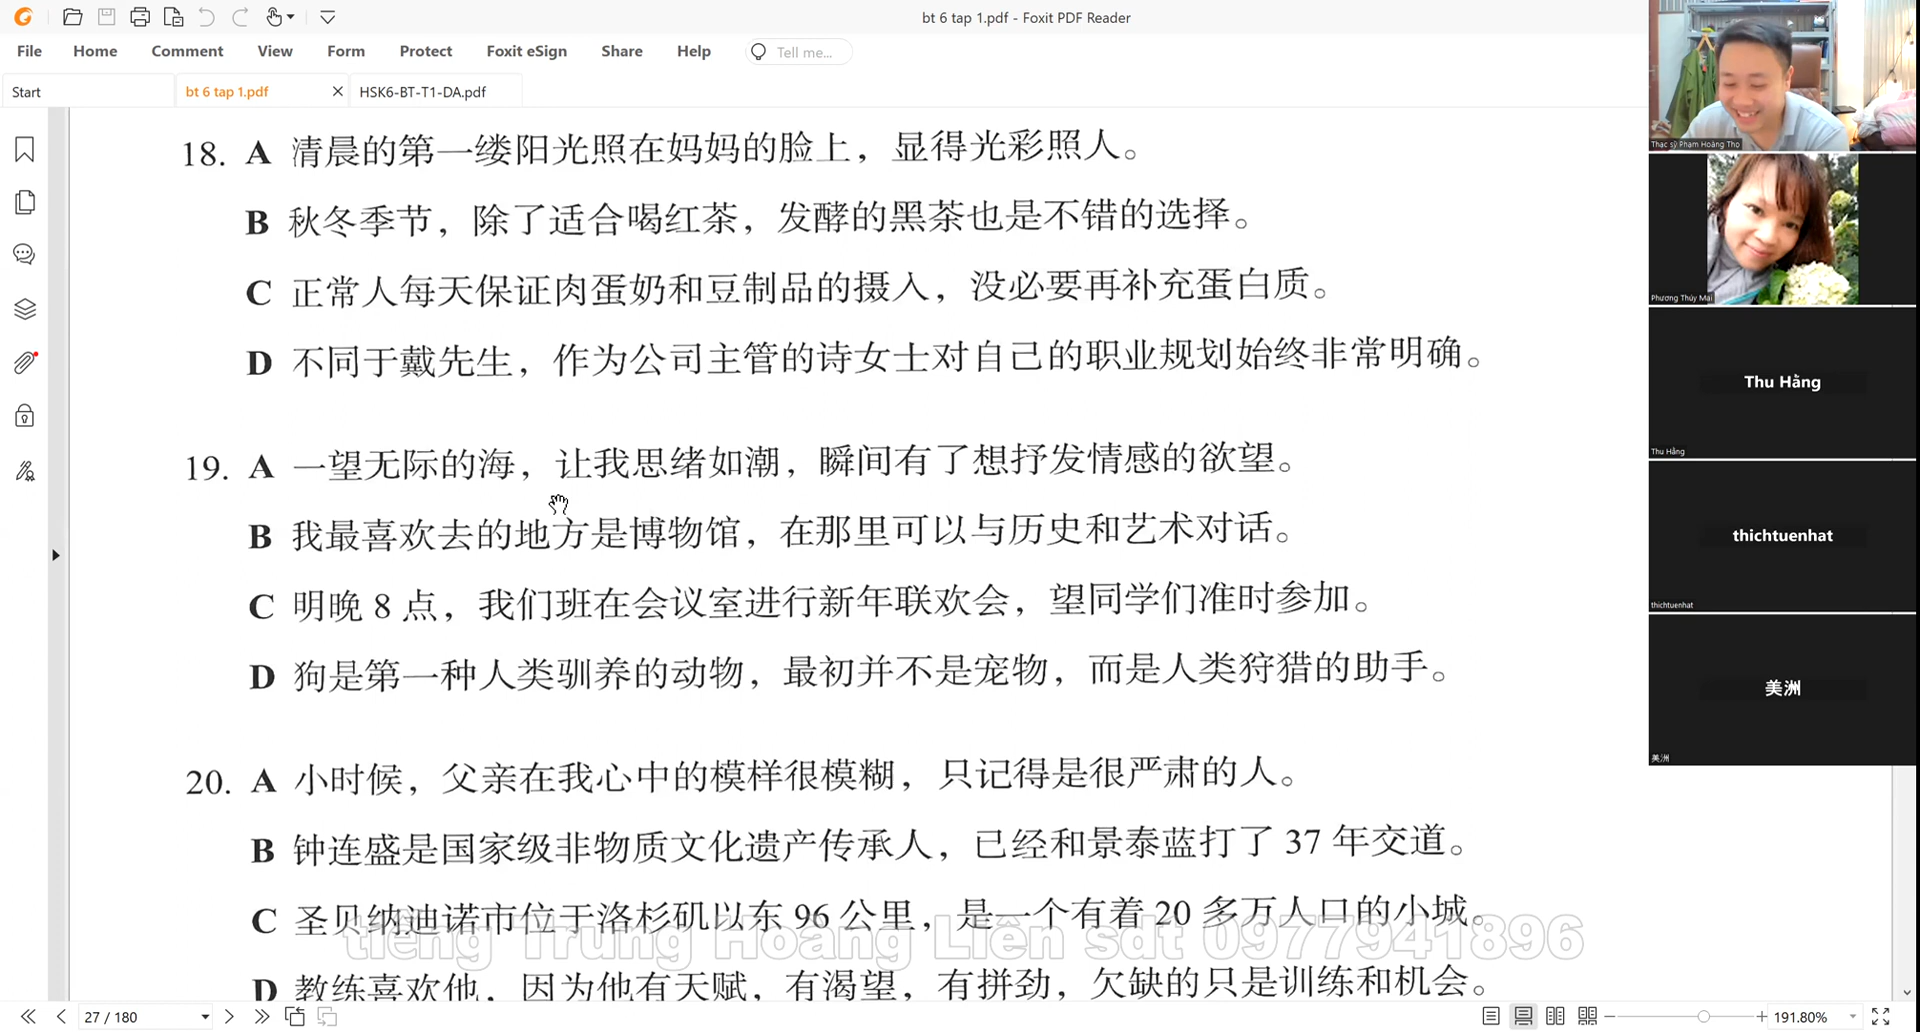 bt 6 tap 1.pdf - Foxit PDF Reader
File Home Comment View Form Protect Foxit eSign Share Help Tell me...
Start bt 6 tap 1.pdf HSK6-BT-T1-DA.pdf
18. A 清晨的第一缕阳光照在妈妈的脸上，显得光彩照人。
B 秋冬季节，除了适合喝红茶，发酵的黑茶也是不错的选择。
C 正常人每天保证肉蛋奶和豆制品的摄入，没必要再补充蛋白质。
D 不同于戴先生，作为公司主管的诗女士对自己的职业规划始终非常明确。
19. A 一望无际的海，让我思绪如潮，瞬间有了想抒发情感的欲望。
B 我最喜欢去的地方是博物馆，在那里可以与历史和艺术对话。
C 明晚 8 点，我们班在会议室进行新年联欢会，望同学们准时参加。
D 狗是第一种人类驯养的动物，最初并不是宠物，而是人类狩猎的助手。
20. A 小时候，父亲在我心中的模样很模糊，只记得是很严肃的人。
B 钟连盛是国家级非物质文化遗产传承人，已经和景泰蓝打了 37 年交道。
C 圣贝纳迪诺市位于洛杉矶以东 96 公里，是一个有着 20 多万人口的小城。
tiếng Trung Hoàng Liên sdt 0977941896
D 教练喜欢他，因为他有天赋，有渴望，有拼劲，欠缺的只是训练和机会。
27 / 180
191.80%
Thạc sỹ Phạm Hoàng Thọ
Phương Thúy Mai
Thu Hằng
Thu Hằng
thichtuenhat
thichtuenhat
美洲
美洲